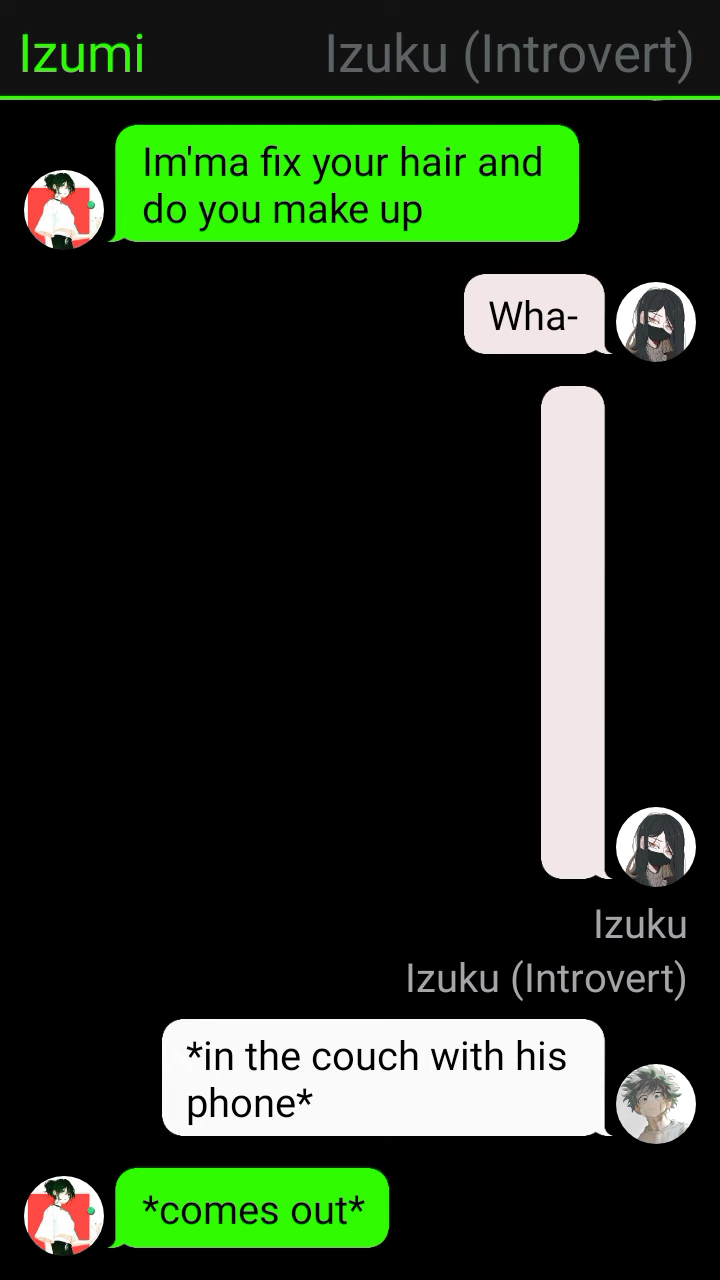 Izumi
Izuku (Introvert)
Im'ma fix your hair and
do you make up
Wha-
Izuku
Izuku (Introvert)
*in the couch with his
phone*
*comes out*